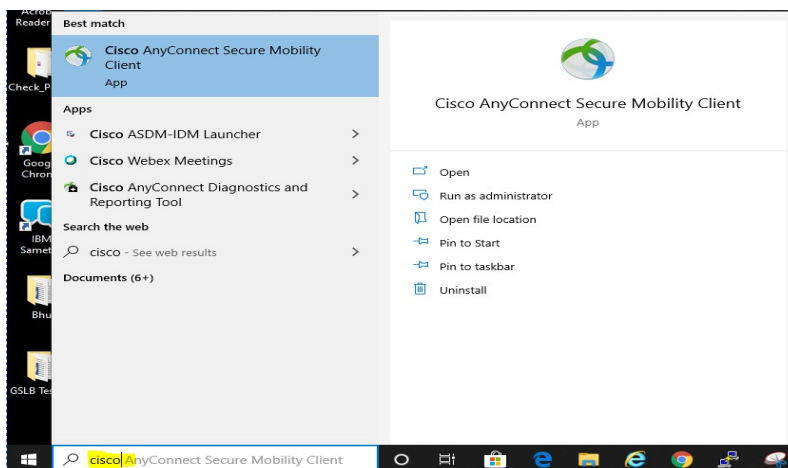 Acrob
Reader
Check_P
Goog
Chron
IBM
Samet
Bhu
GSLB Tes
Best match
Cisco AnyConnect Secure Mobility
Client
App
Apps
Cisco ASDM-IDM Launcher
Cisco Webex Meetings
Cisco AnyConnect Diagnostics and
Reporting Tool
Search the web
cisco - See web results
Documents (6+)
Cisco AnyConnect Secure Mobility Client
App
Open
Run as administrator
Open file location
Pin to Start
Pin to taskbar
Uninstall
cisco AnyConnect Secure Mobility Client